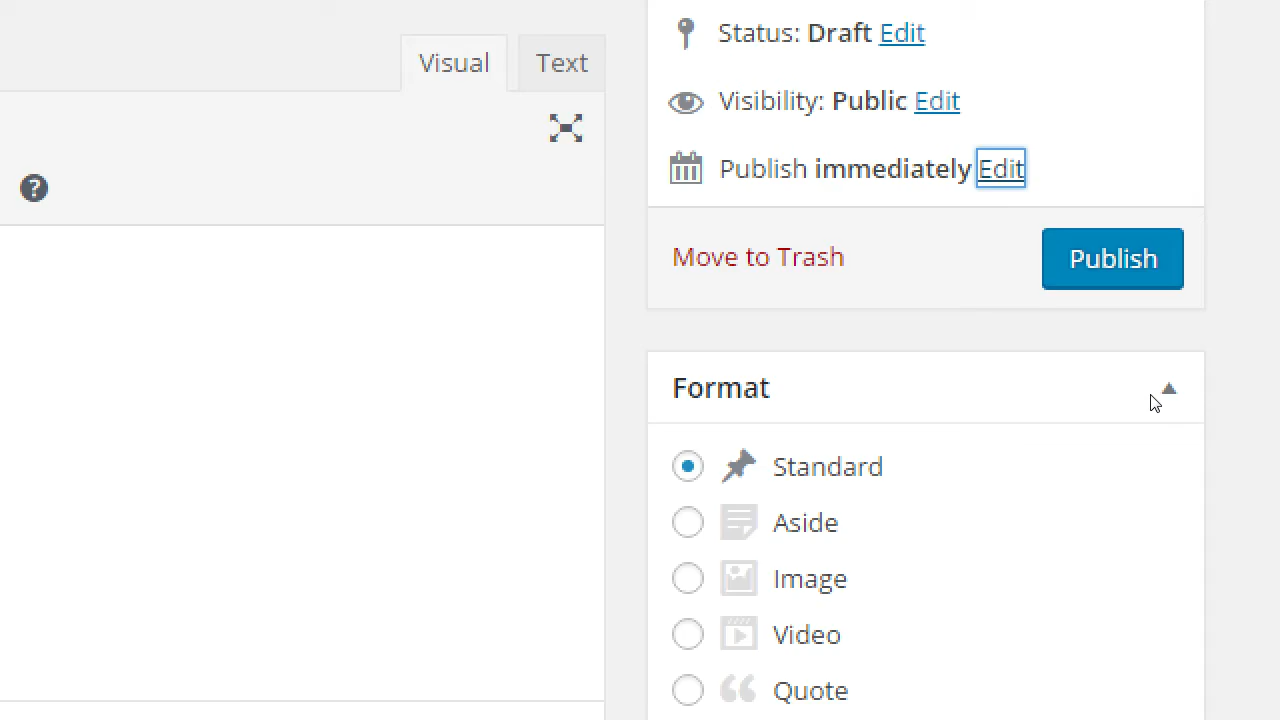 Visual Text
?
Status: Draft Edit
Visibility: Public Edit
Publish immediately Edit
Move to Trash Publish
Format
Standard
Aside
Image
Video
Quote